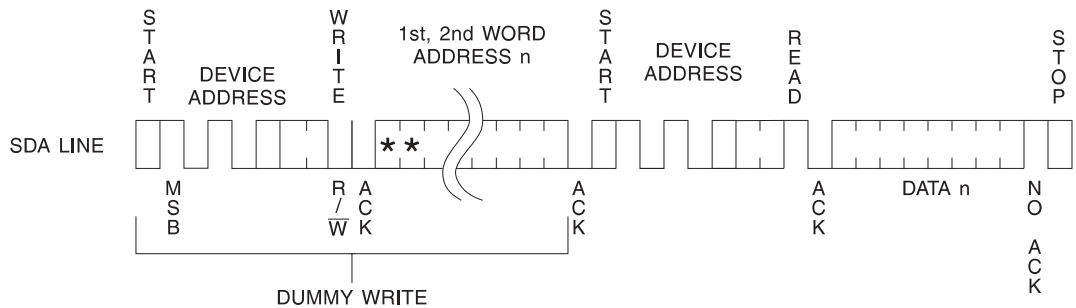 START
WRITE
1st, 2nd WORD
ADDRESS n
START
DEVICE
ADDRESS
READ
STOP
DEVICE
ADDRESS
SDA LINE
* *
MSB
R/W
ACK
ACK
ACK
DATA n
NO ACK
DUMMY WRITE